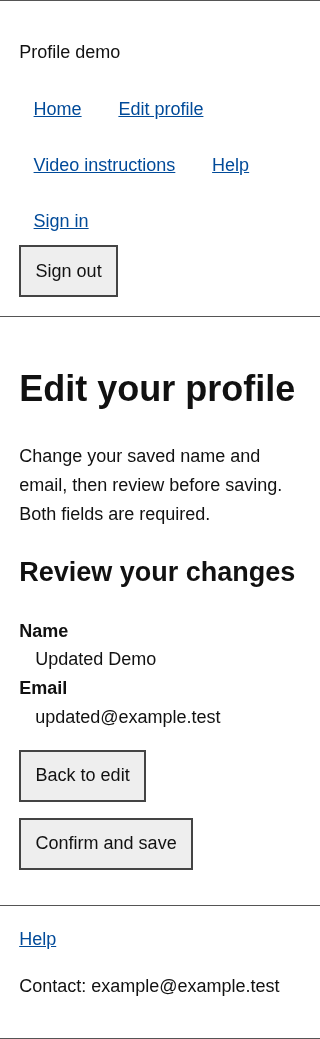 Profile demo
Home Edit profile
Video instructions Help
Sign in
Sign out
Edit your profile
Change your saved name and
email, then review before saving.
Both fields are required.
Review your changes
Name
Updated Demo
Email
updated@example.test
Back to edit
Confirm and save
Help
Contact: example@example.test